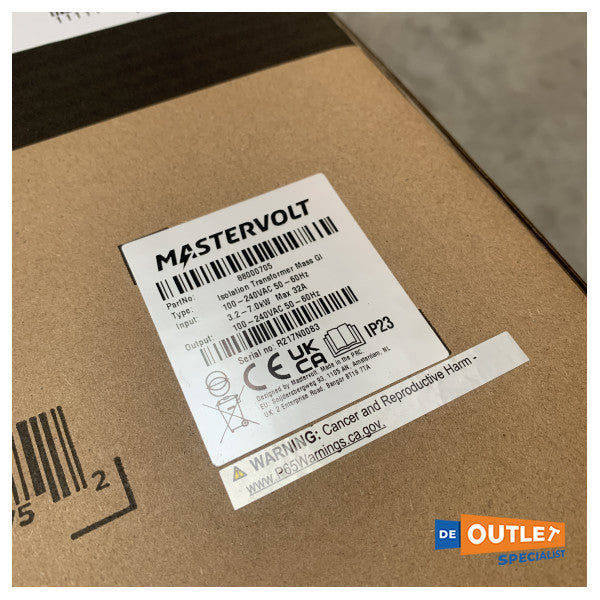 MASTERVOLT
PartNo: 88000705
Type: Isolation Transformer Mass GI
Input: 100-240VAC 50-60Hz
3.2-7.0kW Max 32A
Output: 100-240VAC 50-60Hz
Serial no: R217N0083
CE UK CA IP23
Designed by Mastervolt. Made in the PRC.
EU: Snijdersbergweg 93, 1105 AN, Amsterdam, NL
UK: 2 Enterprise Road, Bangor BT19 7TA
WARNING: Cancer and Reproductive Harm -
www.P65Warnings.ca.gov.
75 2
DE OUTLET
SPECIALIST